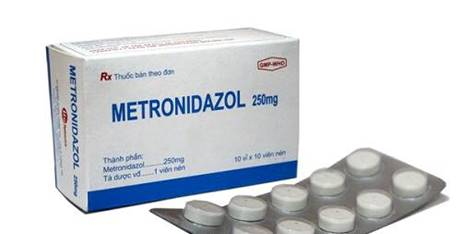 Rx Thuốc bán theo đơn
GMP-WHO
METRONIDAZOL 250mg
Thành phần:
Metronidazol............250mg
Tá dược vđ.....1 viên nén
10 vỉ x 10 viên nén
METRONIDAZOL 250mg